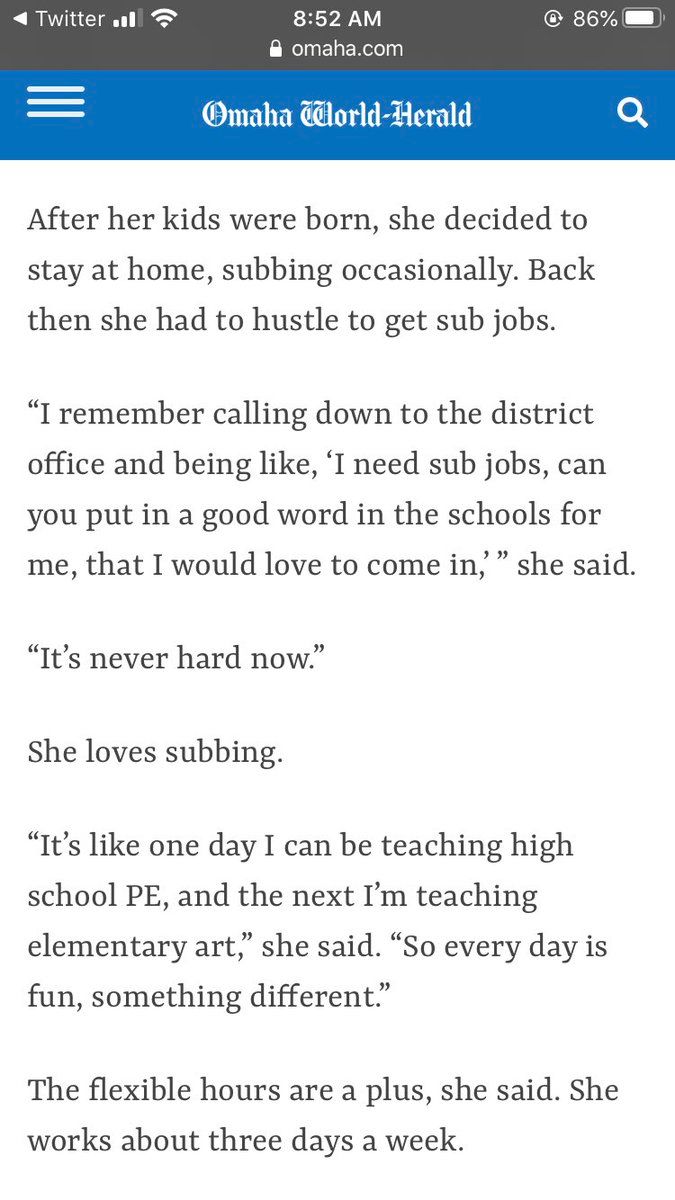 Twitter 8:52 AM 86%
omaha.com
Omaha World-Herald
After her kids were born, she decided to
stay at home, subbing occasionally. Back
then she had to hustle to get sub jobs.
“I remember calling down to the district
office and being like, ‘I need sub jobs, can
you put in a good word in the schools for
me, that I would love to come in,’ ” she said.
“It’s never hard now.”
She loves subbing.
“It’s like one day I can be teaching high
school PE, and the next I’m teaching
elementary art,” she said. “So every day is
fun, something different.”
The flexible hours are a plus, she said. She
works about three days a week.